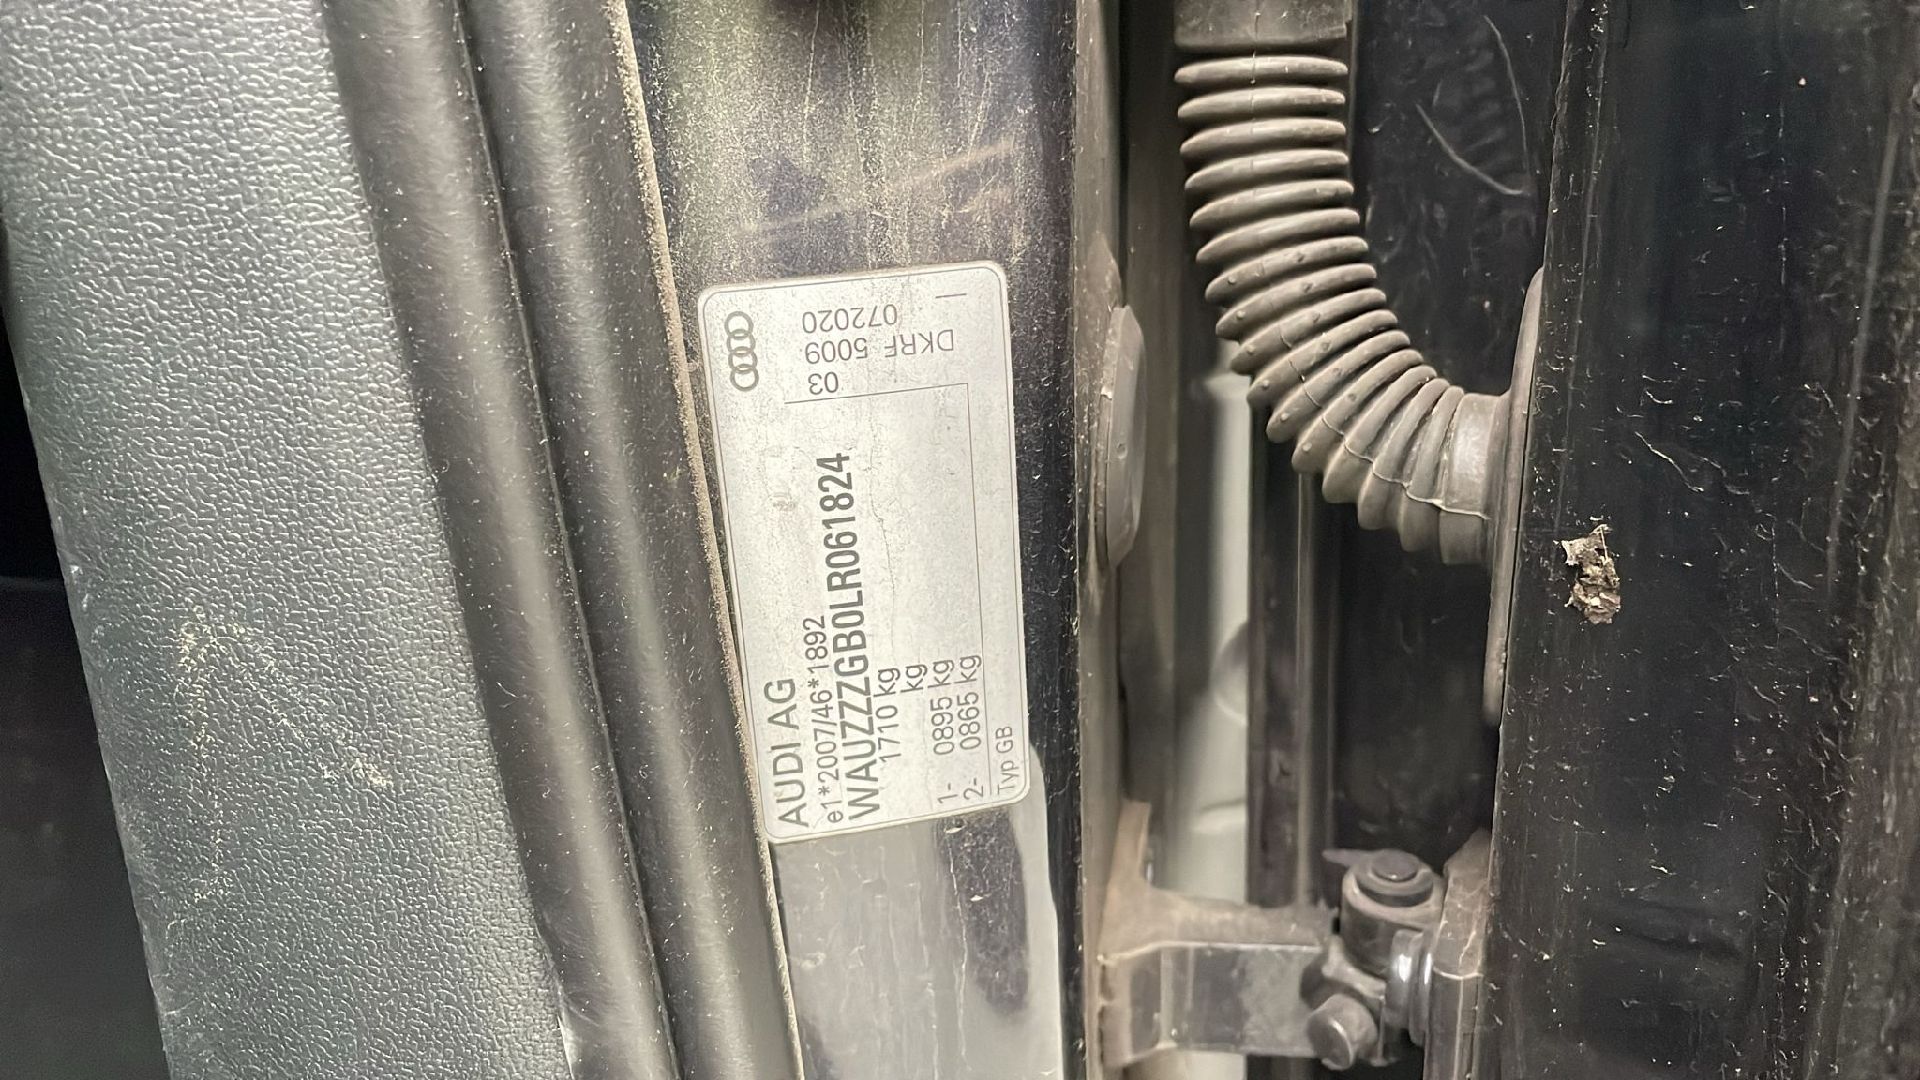 AUDI AG
e1*2007/46*1892
WAUZZZGB0LR061824
1710 kg
kg
1- 0895 kg
2- 0865 kg
Typ GB
03
DKRF 5009
072020